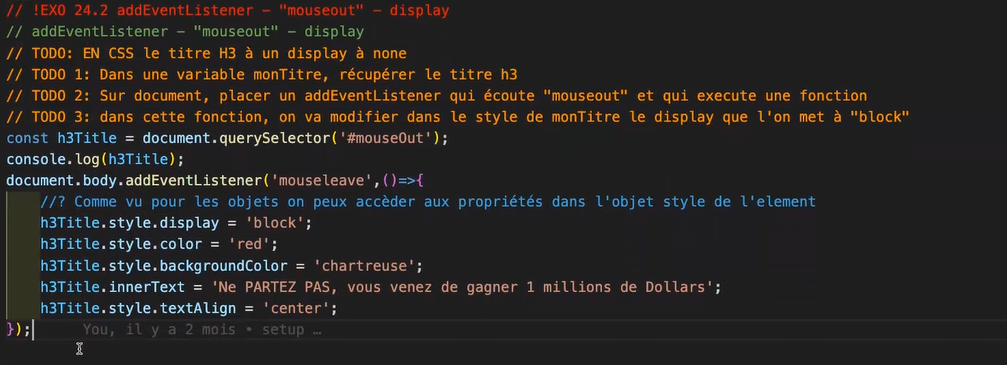 // !EXO 24.2 addEventListener - "mouseout" - display
// addEventListener - "mouseout" - display
// TODO: EN CSS le titre H3 à un display à none
// TODO 1: Dans une variable monTitre, récupérer le titre h3
// TODO 2: Sur document, placer un addEventListener qui écoute "mouseout" et qui execute une fonction
// TODO 3: dans cette fonction, on va modifier dans le style de monTitre le display que l'on met à "block"
const h3Title = document.querySelector('#mouseOut');
console.log(h3Title);
document.body.addEventListener('mouseleave',()=>{
    //? Comme vu pour les objets on peux accèder aux propriétés dans l'objet style de l'element
    h3Title.style.display = 'block';
    h3Title.style.color = 'red';
    h3Title.style.backgroundColor = 'chartreuse';
    h3Title.innerText = 'Ne PARTEZ PAS, vous venez de gagner 1 millions de Dollars';
    h3Title.style.textAlign = 'center';
});     You, il y a 2 mois • setup …